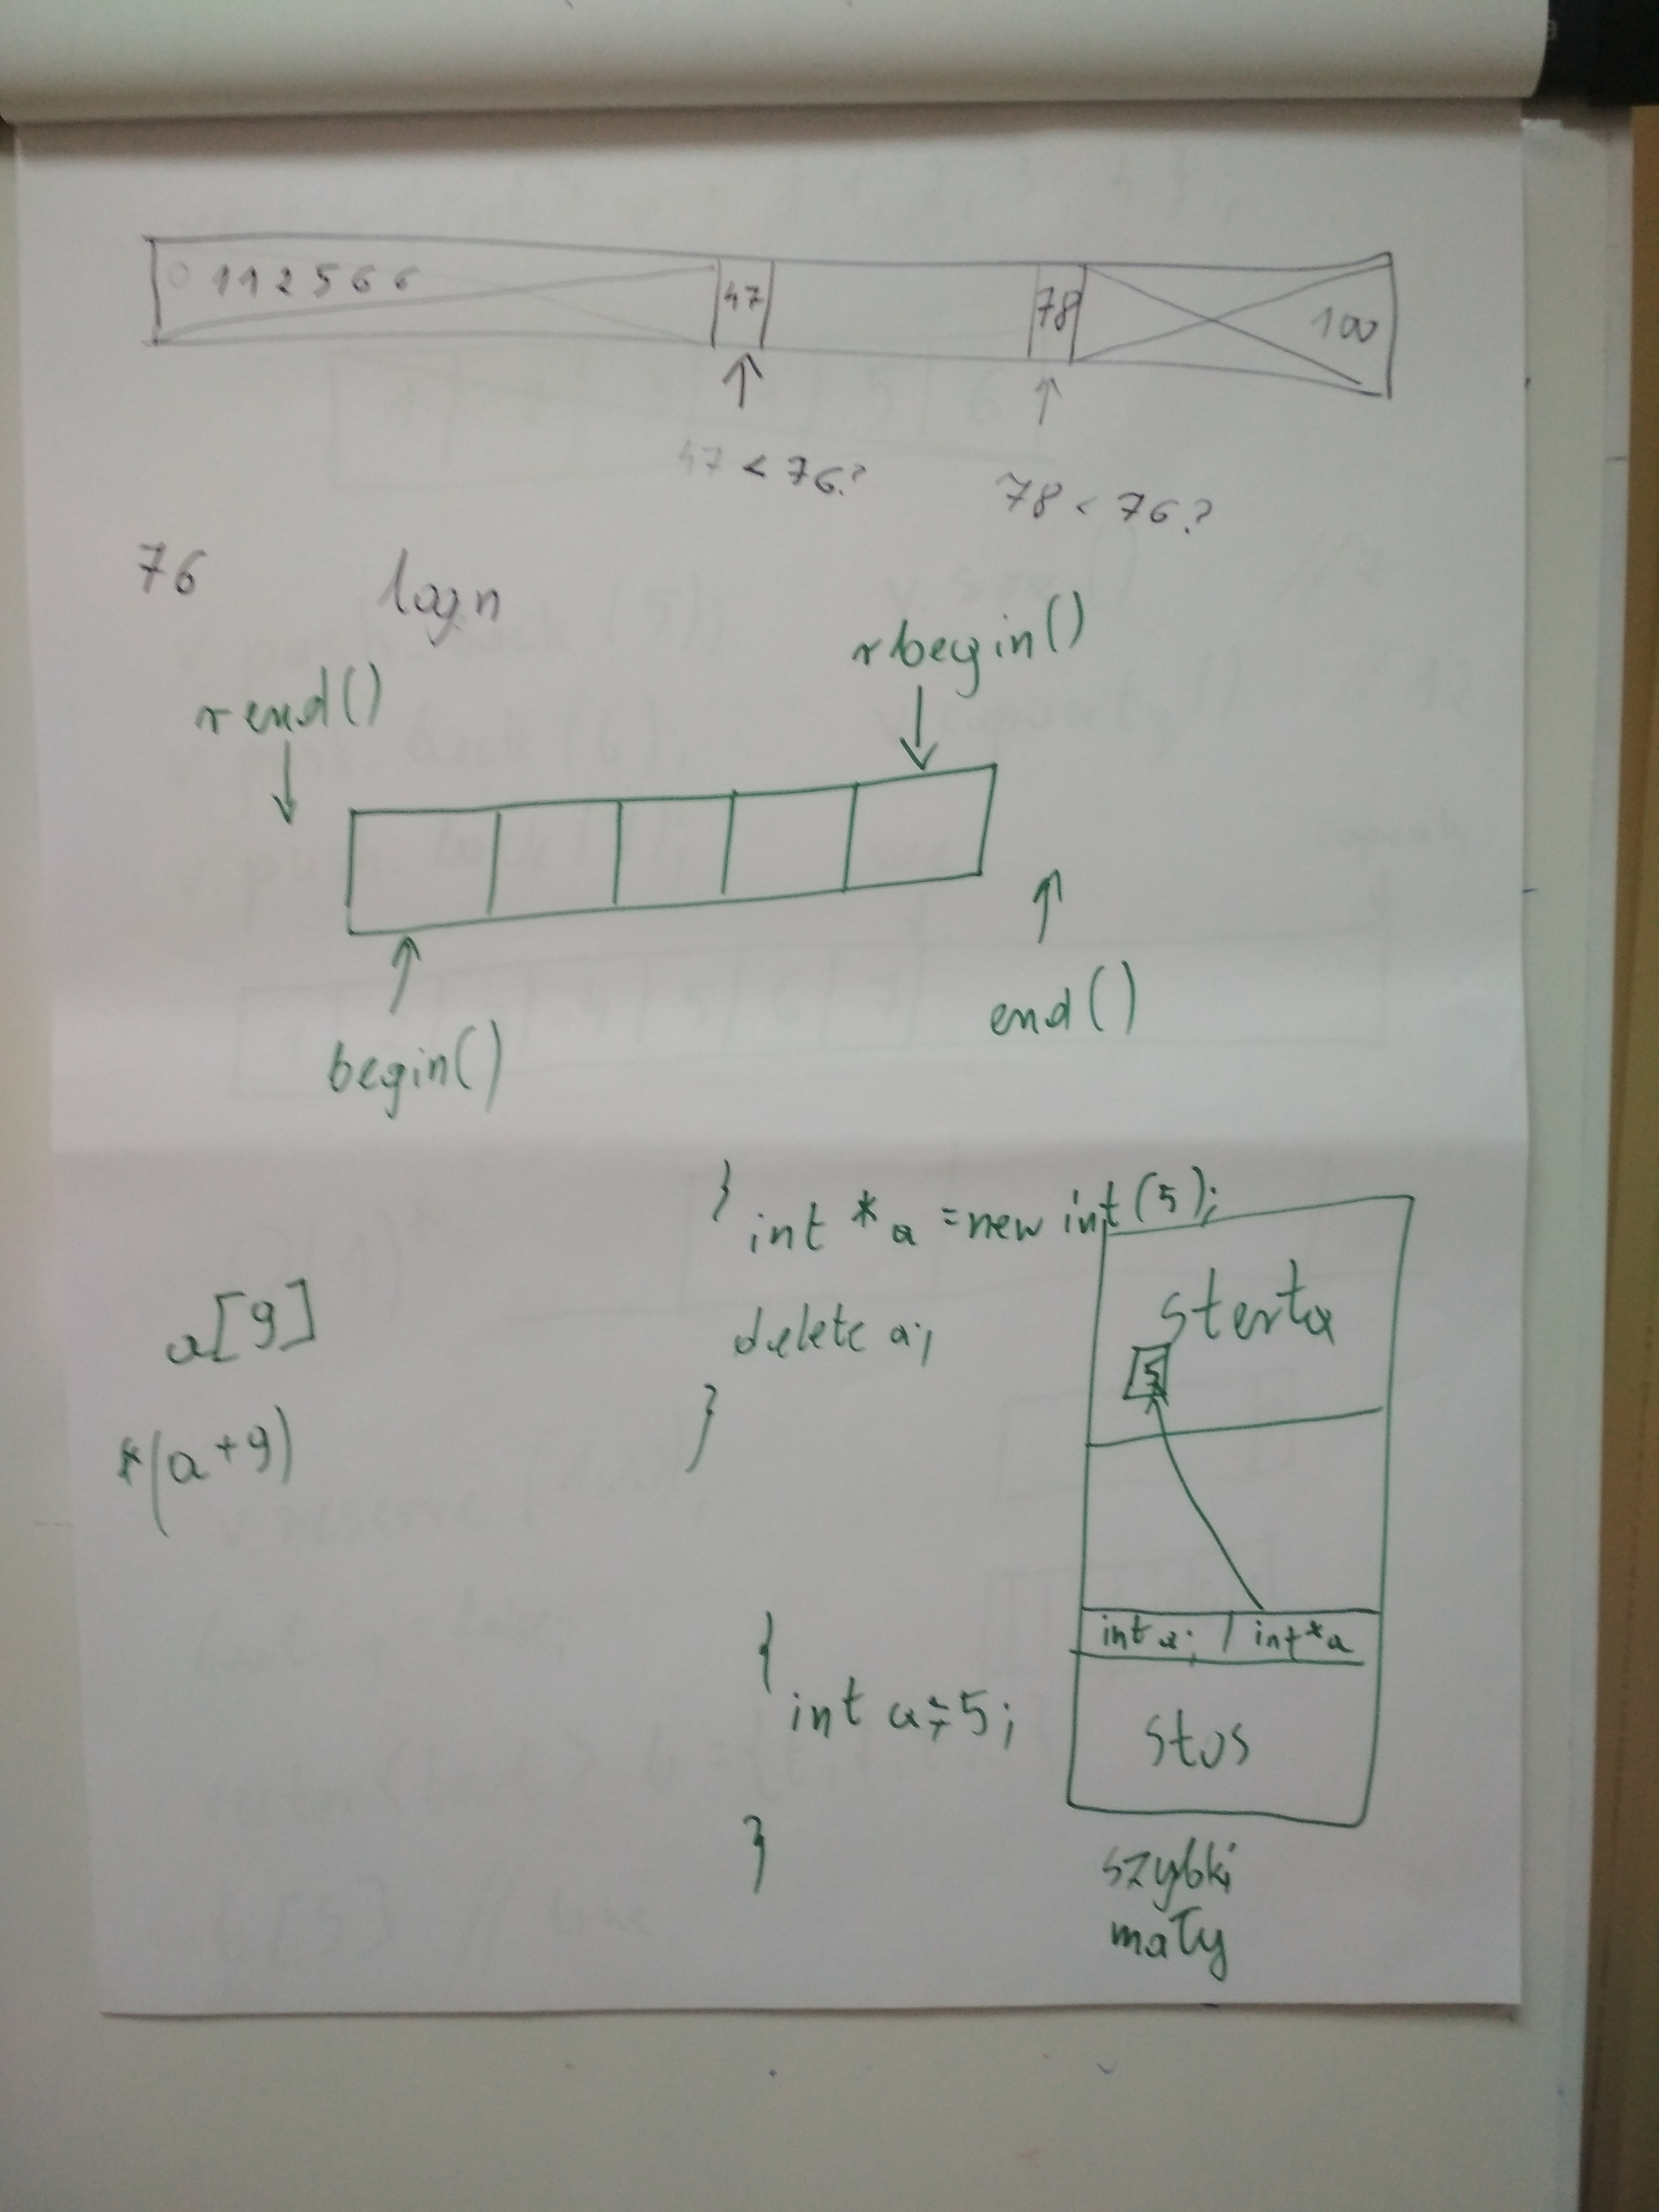 0 1 1 2 5 6 6 47 78 100
47 < 76?
78 < 76?
76
log n
rbegin()
rend()
end()
begin()
} int * a = new int (5);
sterta
a[9]
delete a;
5
*(a+9)
}
{
int a; / int *a
int a = 5;
stos
}
szybki
mały